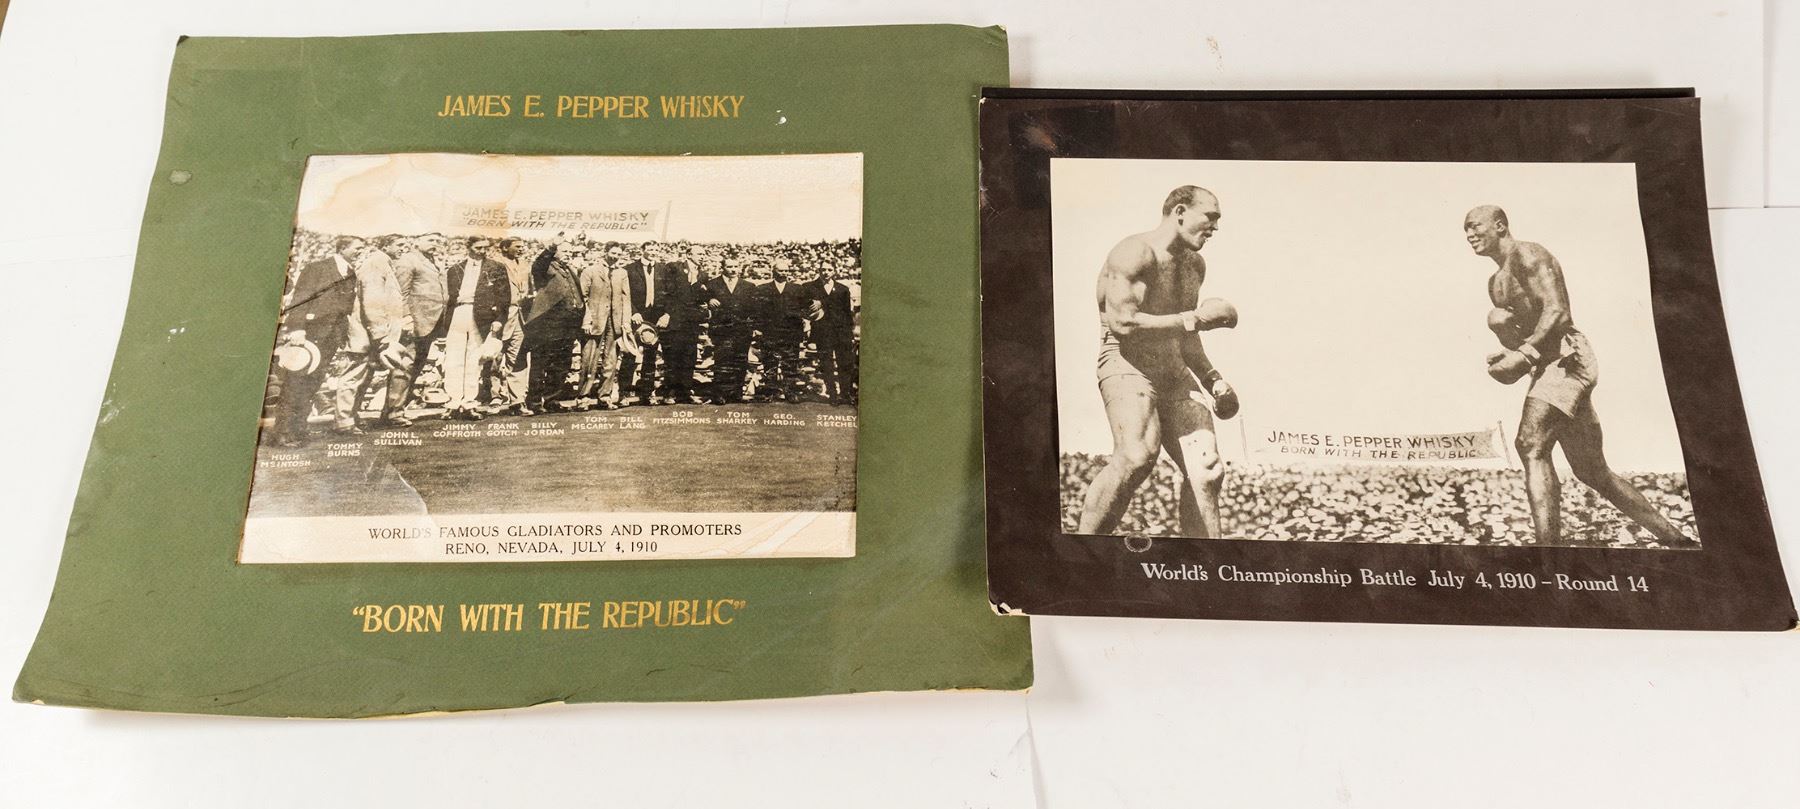 JAMES E. PEPPER WHISKY
JAMES E. PEPPER WHISKY
"BORN WITH THE REPUBLIC"
HUGH McINTOSH
TOMMY BURNS
JOHN L. SULLIVAN
JIMMY COFFROTH
FRANK GOTCH
BILLY JORDAN
TOM McCAREY
BILL LANG
BOB FITZSIMMONS
TOM SHARKEY
GEO. HARDING
STANLEY KETCHEL
WORLD'S FAMOUS GLADIATORS AND PROMOTERS
RENO, NEVADA, JULY 4, 1910
"BORN WITH THE REPUBLIC"
JAMES E. PEPPER WHISKY
BORN WITH THE REPUBLIC
World's Championship Battle July 4, 1910 – Round 14